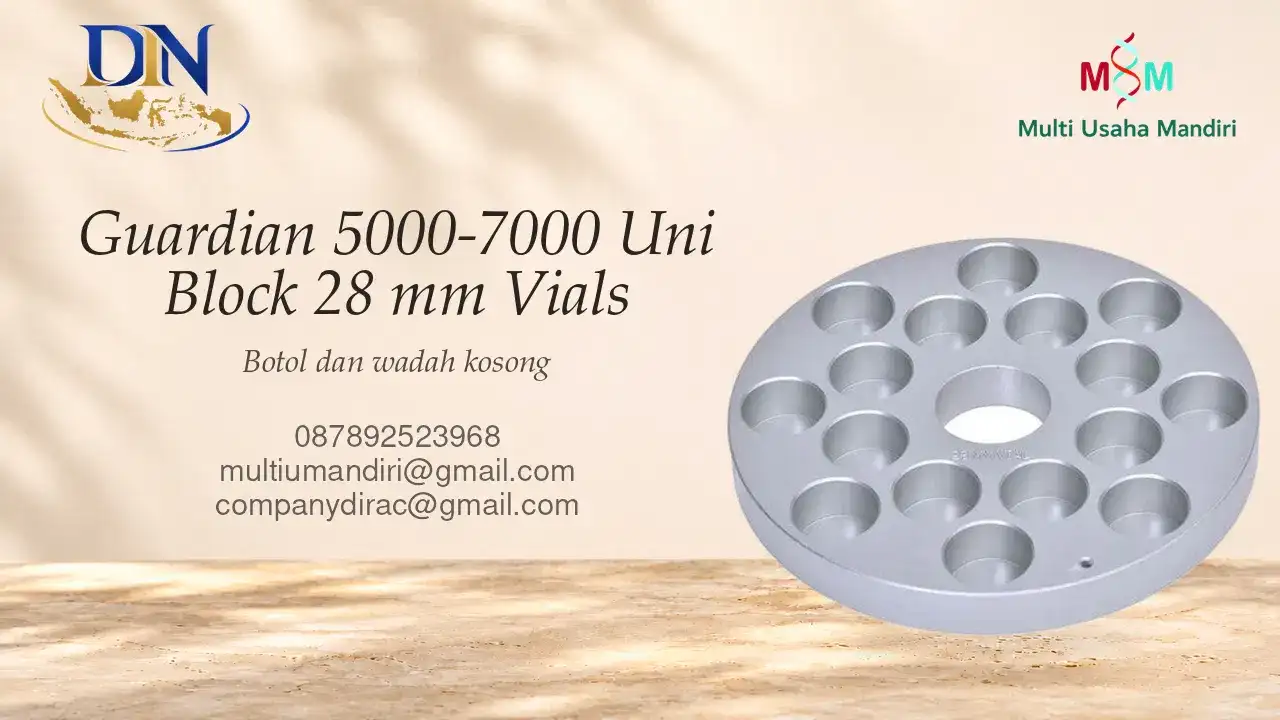 DIN
M M
Multi Usaha Mandiri
Guardian 5000-7000 Uni
Block 28 mm Vials
Botol dan wadah kosong
087892523968
multiumandiri@gmail.com
companydirac@gmail.com